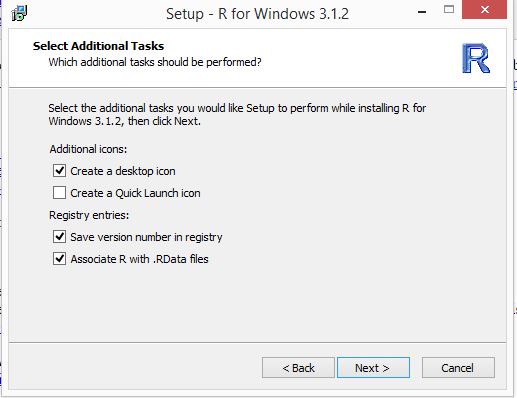 Setup - R for Windows 3.1.2
Select Additional Tasks
Which additional tasks should be performed?
R
Select the additional tasks you would like Setup to perform while installing R for
Windows 3.1.2, then click Next.
Additional icons:
Create a desktop icon
Create a Quick Launch icon
Registry entries:
Save version number in registry
Associate R with .RData files
< Back
Next >
Cancel